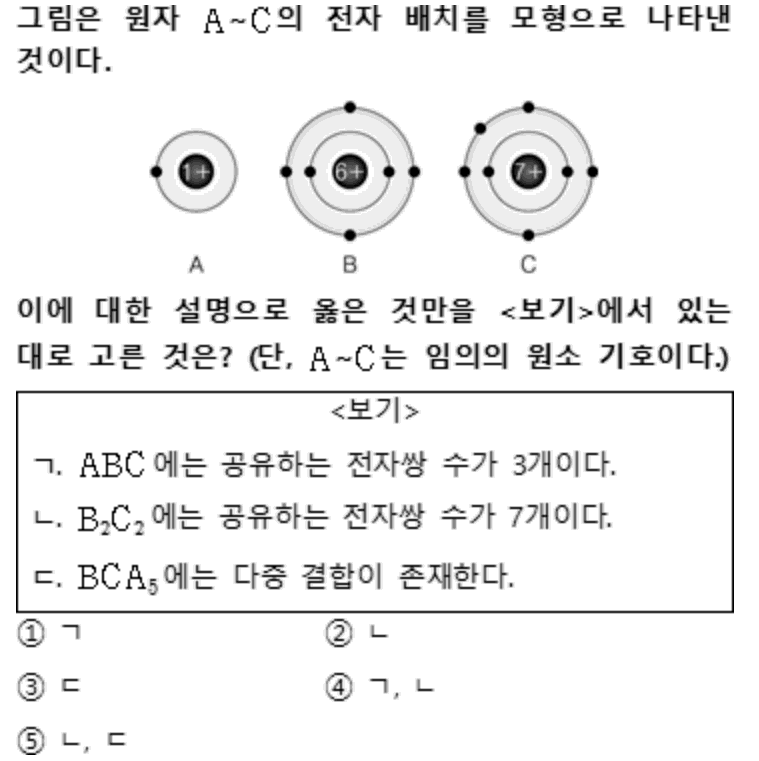 그림은 원자 A~C의 전자 배치를 모형으로 나타낸
것이다.
1+ 6+ 7+
A B C
이에 대한 설명으로 옳은 것만을 <보기>에서 있는
대로 고른 것은? (단, A~C는 임의의 원소 기호이다.)
<보기>
ㄱ. ABC에는 공유하는 전자쌍 수가 3개이다.
ㄴ. B₂C₂에는 공유하는 전자쌍 수가 7개이다.
ㄷ. BCA₅에는 다중 결합이 존재한다.
① ㄱ ② ㄴ
③ ㄷ ④ ㄱ, ㄴ
⑤ ㄴ, ㄷ